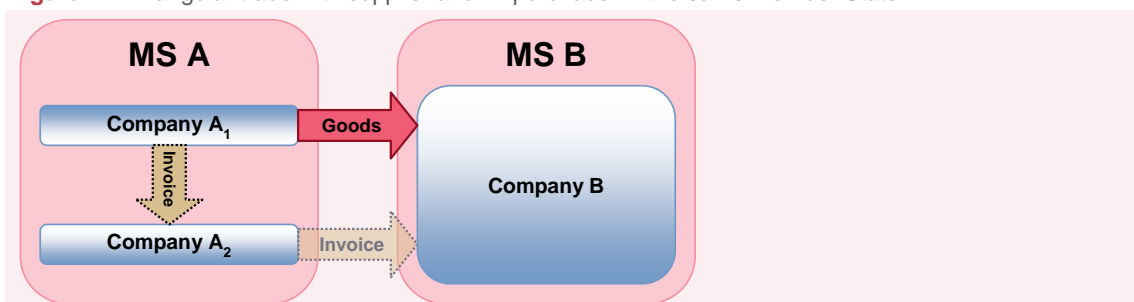 MS A
MS B
Company A1
Goods
Invoice
Company B
Company A2
Invoice